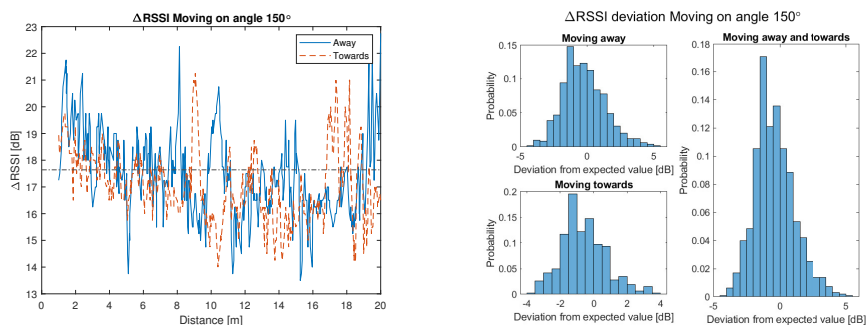 ΔRSSI Moving on angle 150°
Away
Towards
23
22
21
20
19
18
17
16
15
14
13
Δ RSSI [dB]
0 2 4 6 8 10 12 14 16 18 20
Distance [m]
ΔRSSI deviation Moving on angle 150°
Moving away
0.15
0.1
0.05
0
Probability
-5 0 5
Deviation from expected value [dB]
Moving towards
0.2
0.15
0.1
0.05
0
Probability
-4 -2 0 2 4
Deviation from expected value [dB]
Moving away and towards
0.18
0.16
0.14
0.12
0.1
0.08
0.06
0.04
0.02
0
Probability
-5 0 5
Deviation from expected value [dB]